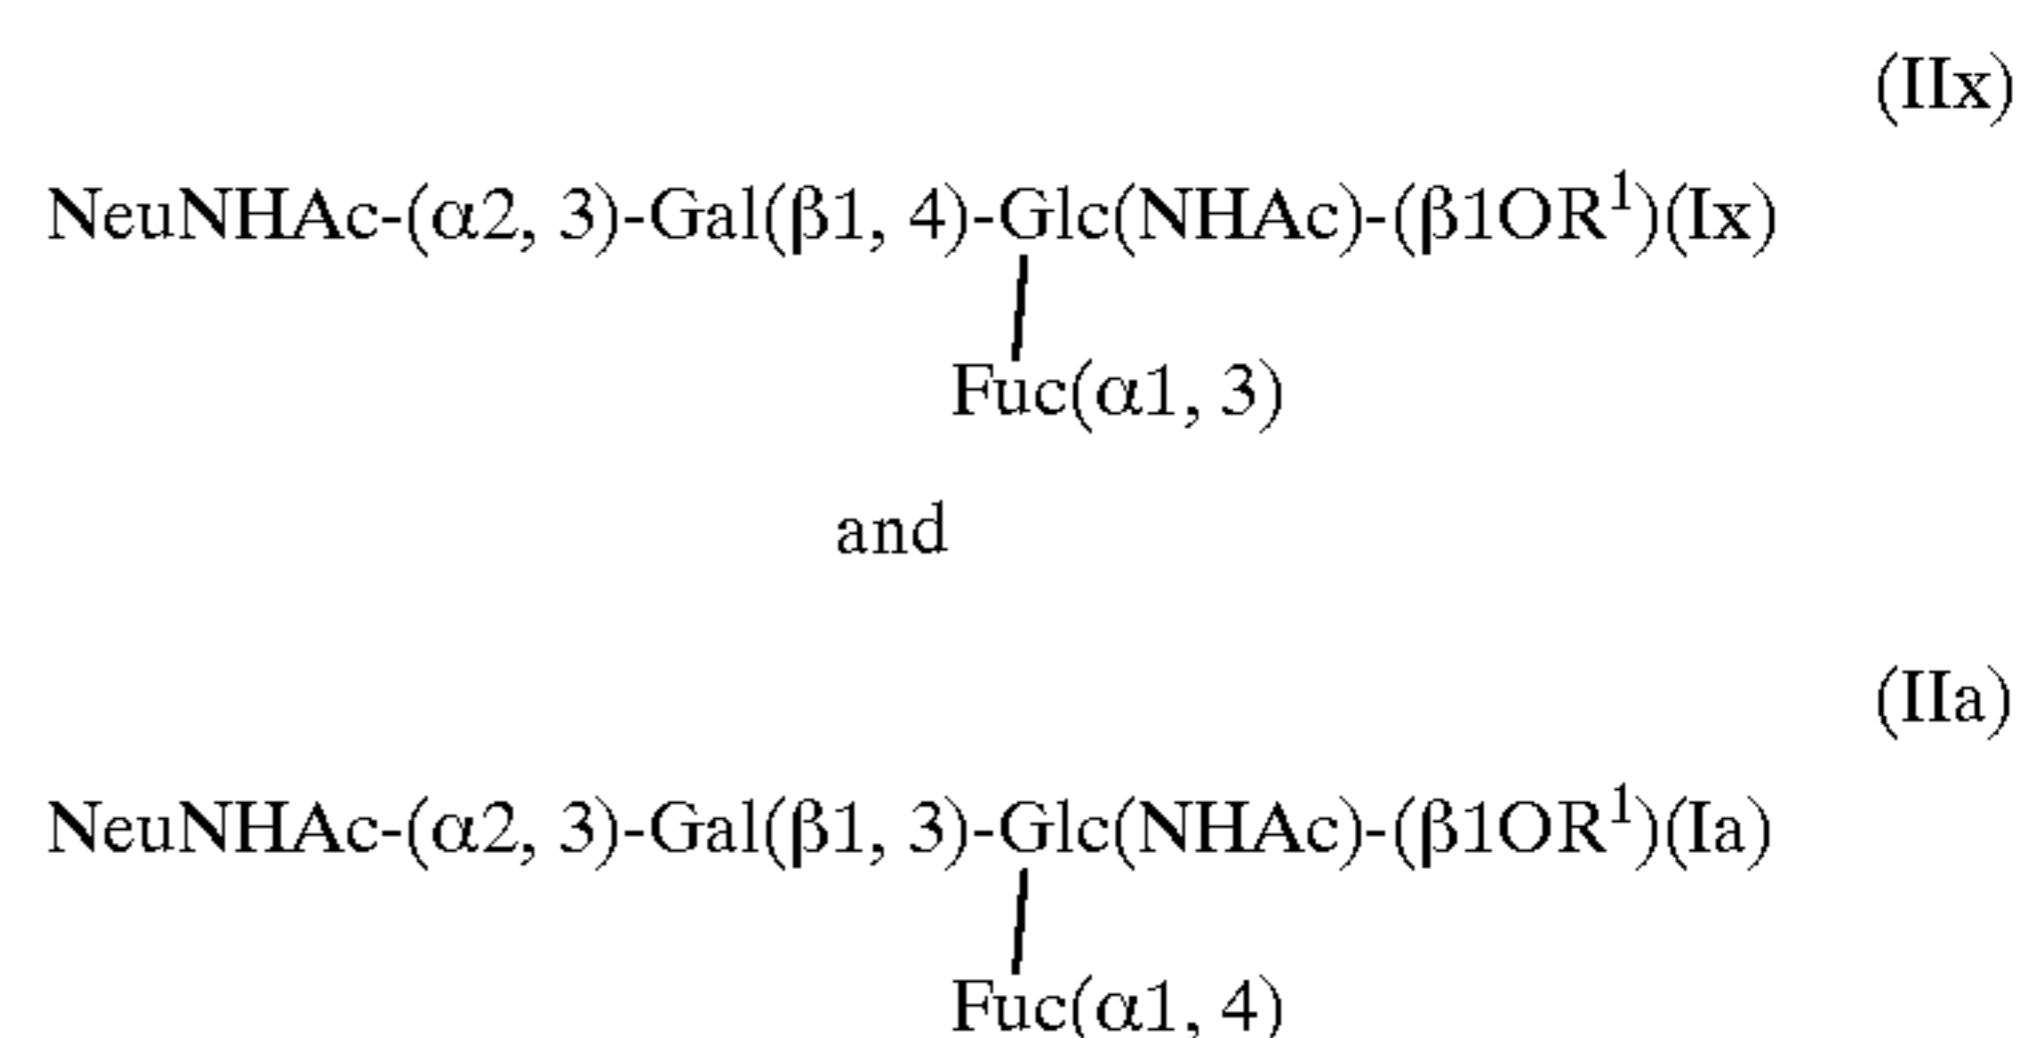 (IIx)
NeuNHAc-(α2, 3)-Gal(β1, 4)-Glc(NHAc)-(β1OR¹)(Ix)
Fuc(α1, 3)
and
(IIa)
NeuNHAc-(α2, 3)-Gal(β1, 3)-Glc(NHAc)-(β1OR¹)(Ia)
Fuc(α1, 4)